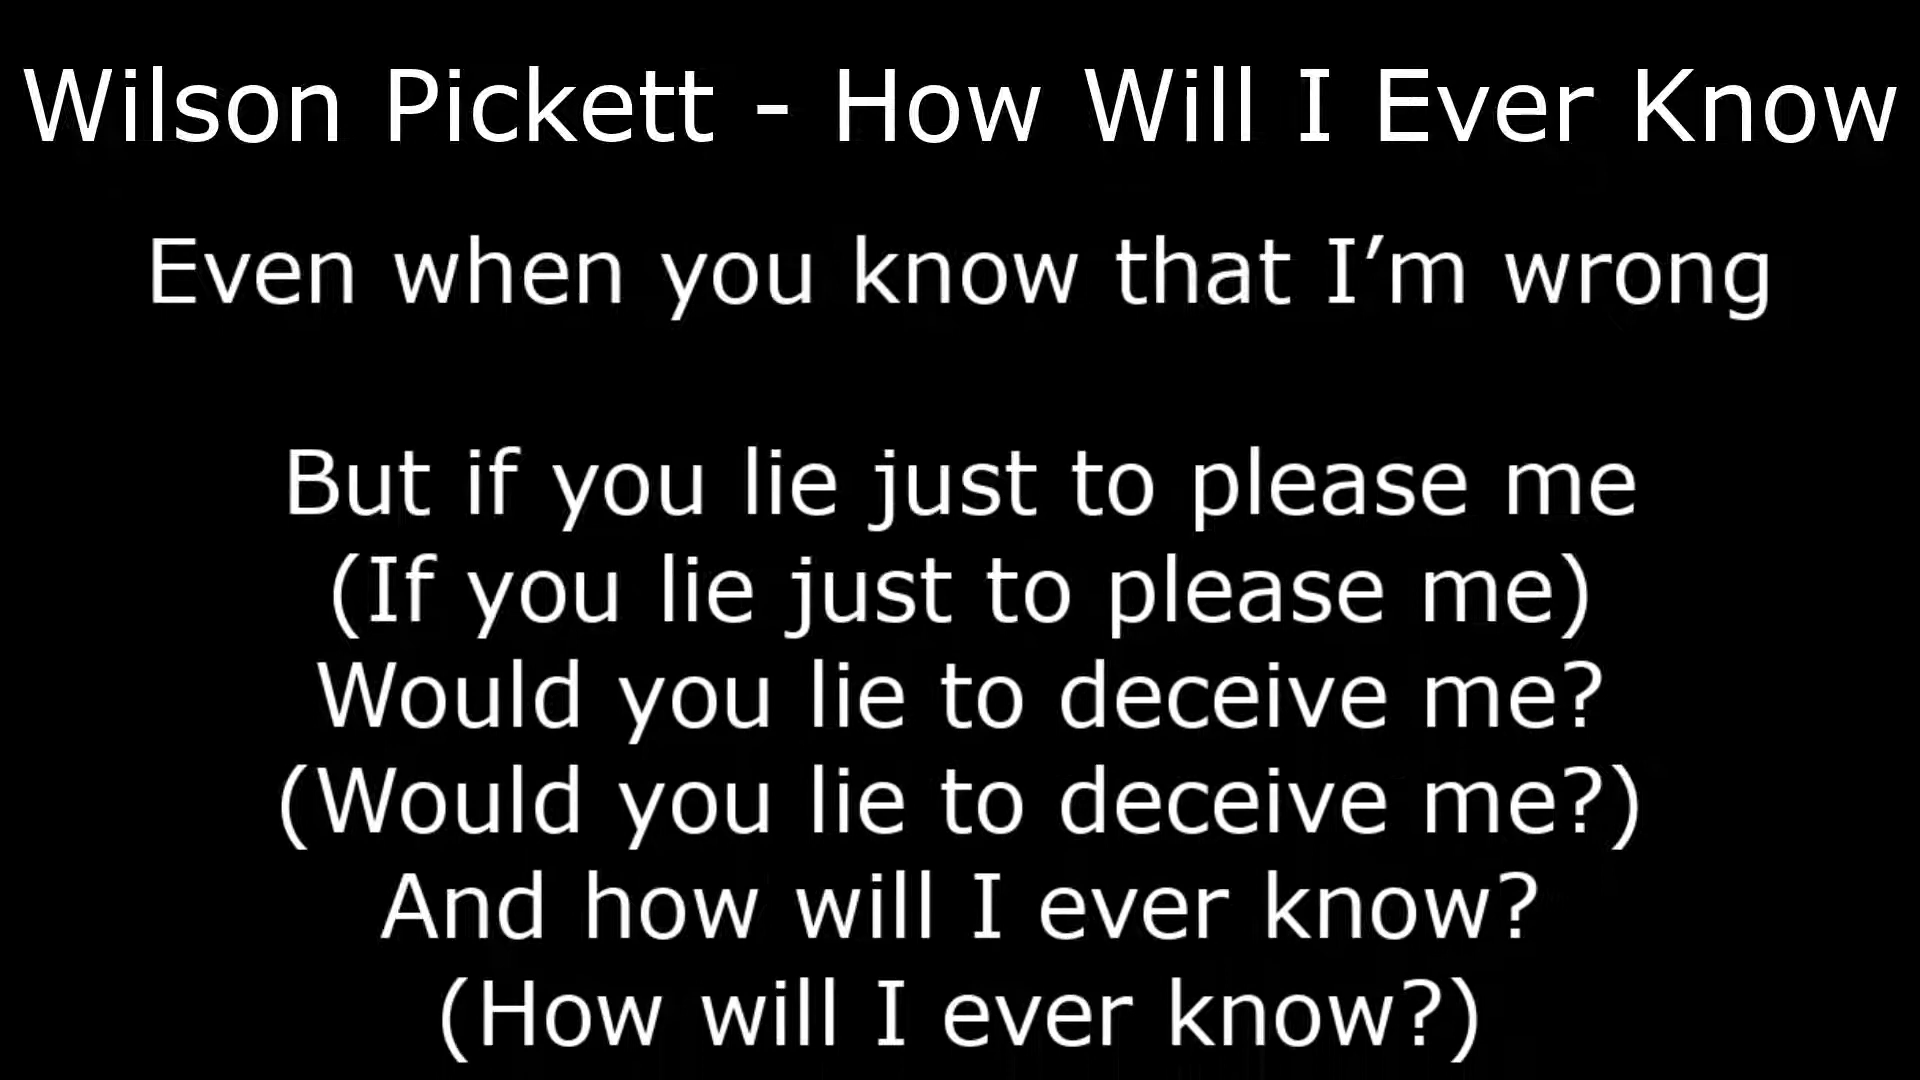 Wilson Pickett - How Will I Ever Know
Even when you know that I’m wrong
But if you lie just to please me
(If you lie just to please me)
Would you lie to deceive me?
(Would you lie to deceive me?)
And how will I ever know?
(How will I ever know?)